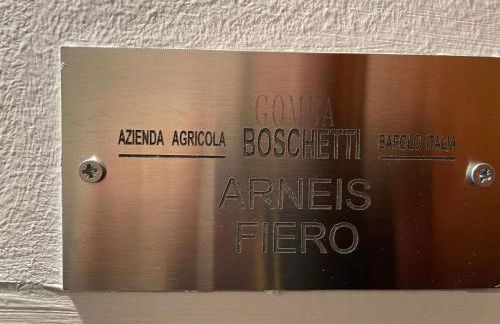 GOMBA
AZIENDA AGRICOLA BOSCHETTI BAROLO ITALIA
ARNEIS
FIERO